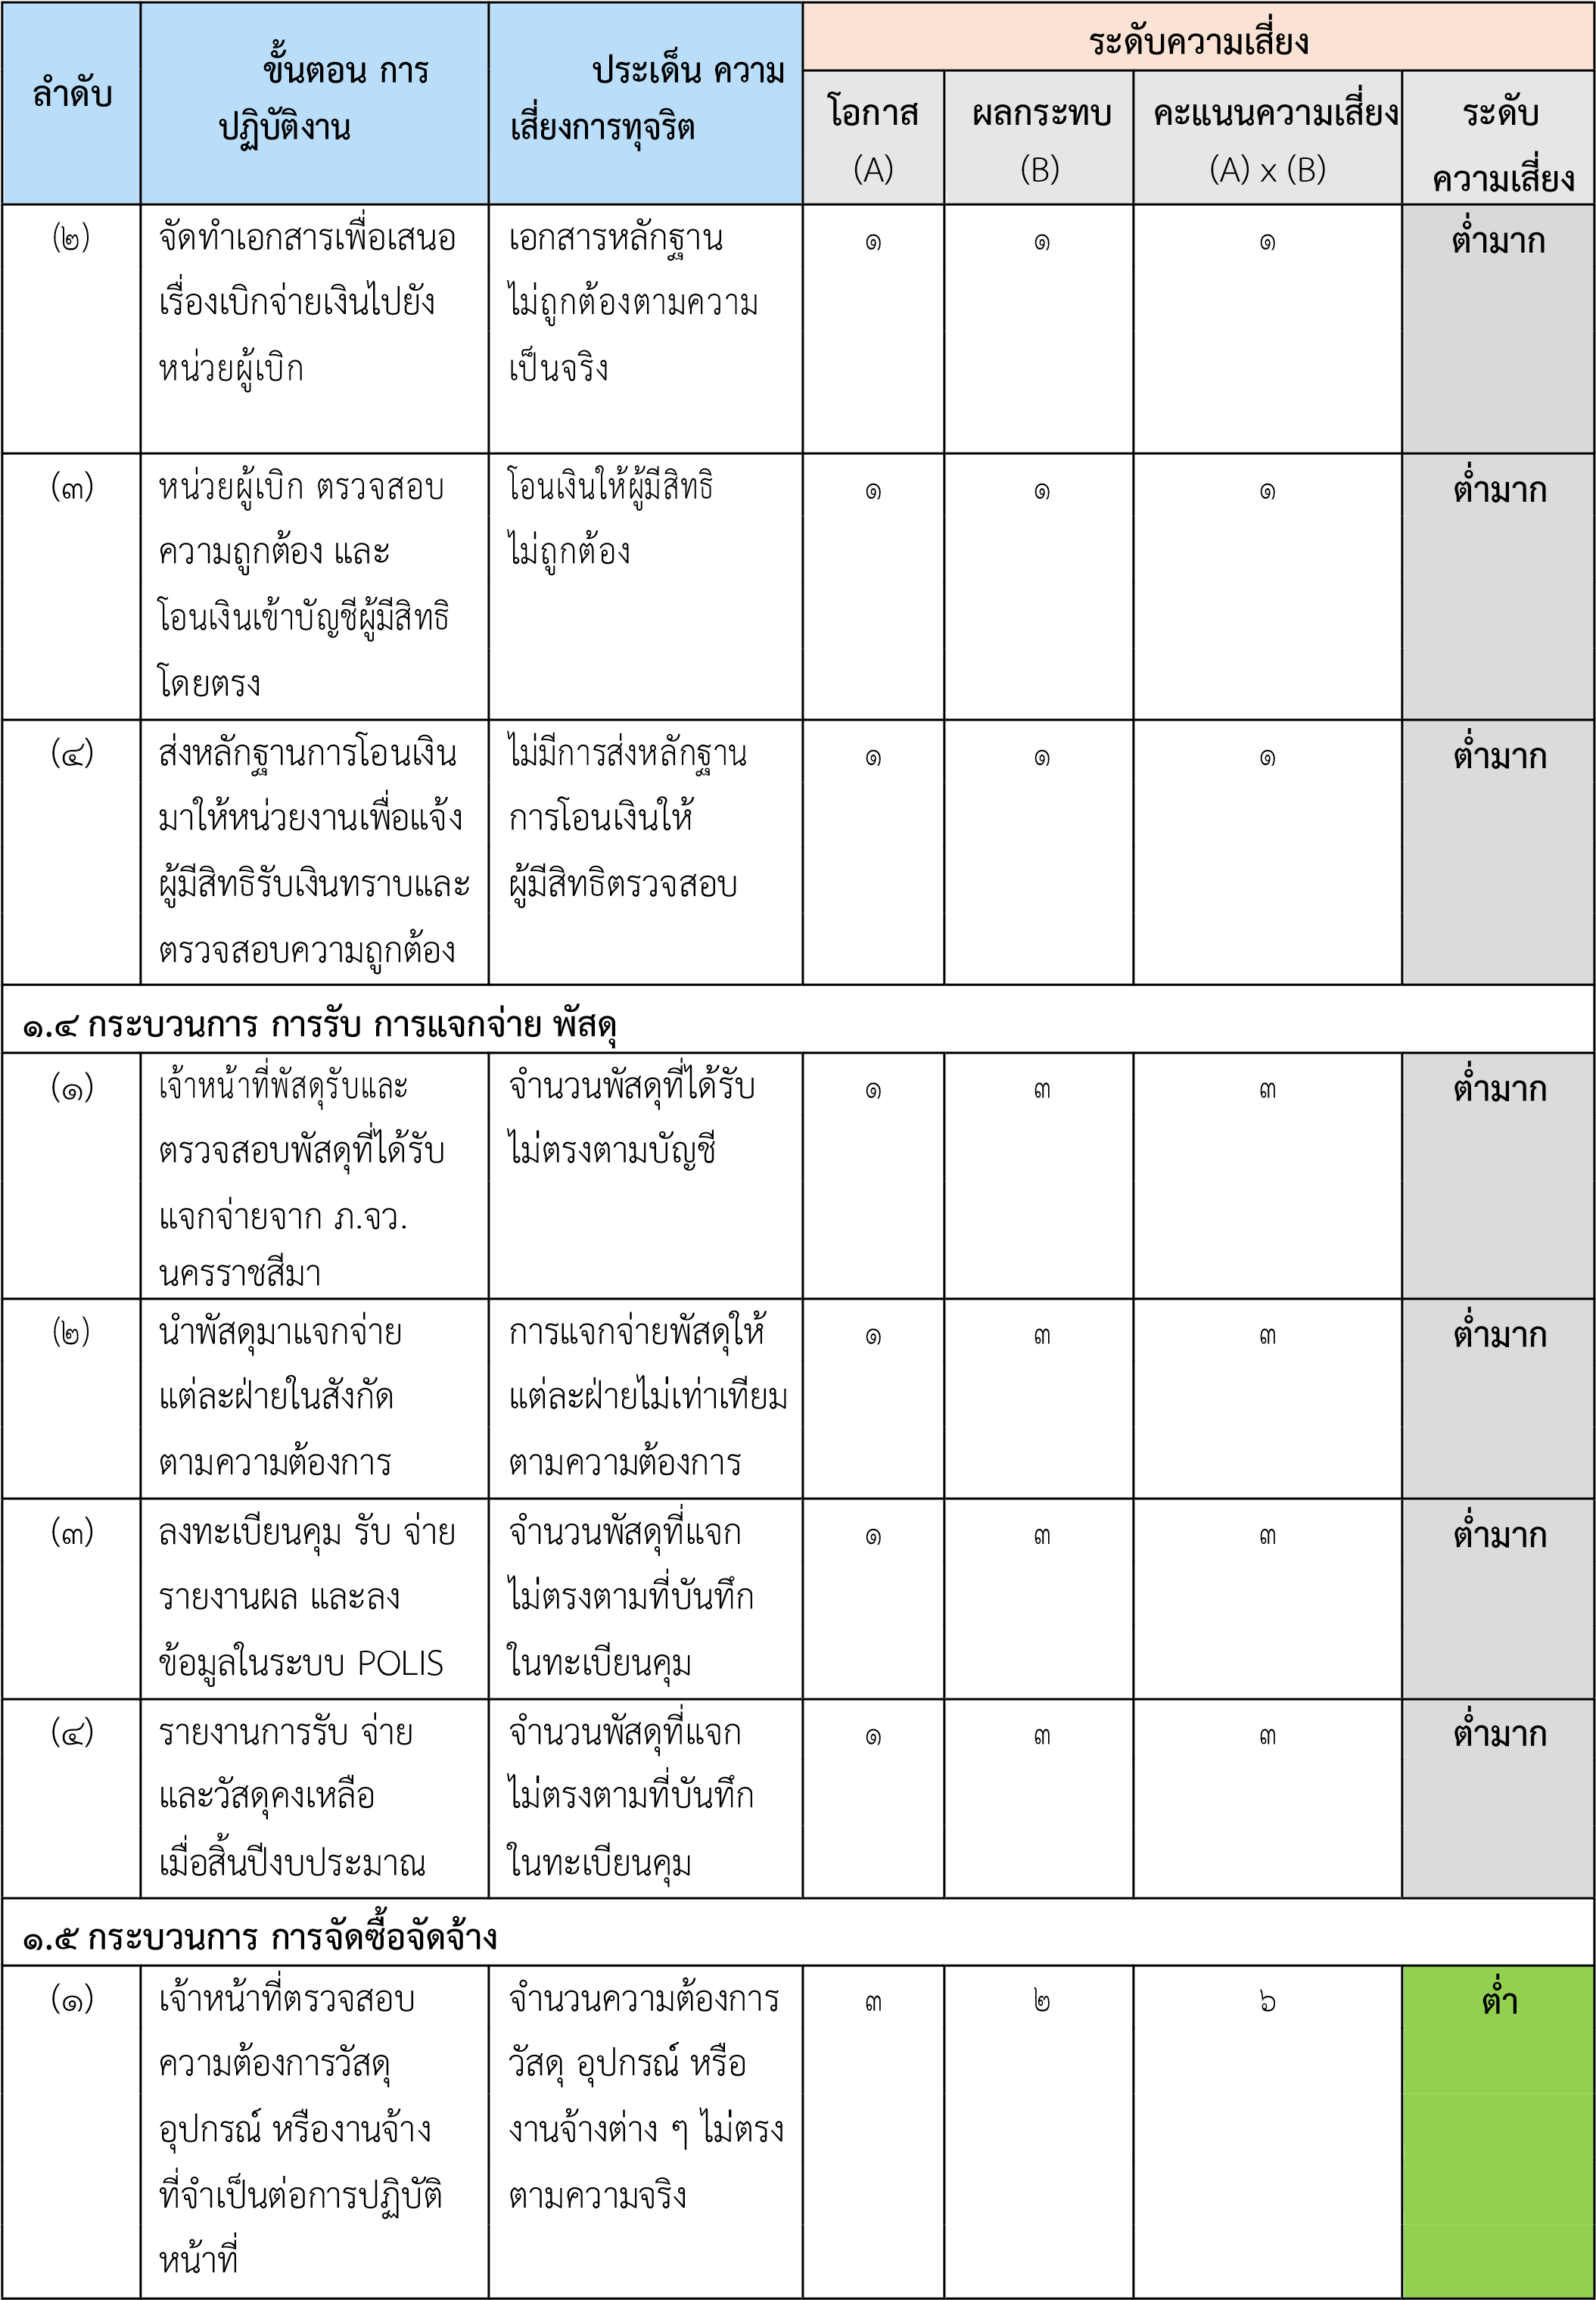 ระดับความเสี่ยง
ลำดับ
ขั้นตอน การ
ปฏิบัติงาน
ประเด็น ความ
เสี่ยงการทุจริต
โอกาส
(A)
ผลกระทบ
(B)
คะแนนความเสี่ยง
(A) x (B)
ระดับ
ความเสี่ยง
(๒)
จัดทำเอกสารเพื่อเสนอ
เรื่องเบิกจ่ายเงินไปยัง
หน่วยผู้เบิก
เอกสารหลักฐาน
ไม่ถูกต้องตามความ
เป็นจริง
๑
๑
๑
ต่ำมาก
(๓)
หน่วยผู้เบิก ตรวจสอบ
ความถูกต้อง และ
โอนเงินเข้าบัญชีผู้มีสิทธิ
โดยตรง
โอนเงินให้ผู้มีสิทธิ
ไม่ถูกต้อง
๑
๑
๑
ต่ำมาก
(๔)
ส่งหลักฐานการโอนเงิน
มาให้หน่วยงานเพื่อแจ้ง
ผู้มีสิทธิรับเงินทราบและ
ตรวจสอบความถูกต้อง
ไม่มีการส่งหลักฐาน
การโอนเงินให้
ผู้มีสิทธิตรวจสอบ
๑
๑
๑
ต่ำมาก
๑.๔ กระบวนการ การรับ การแจกจ่าย พัสดุ
(๑)
เจ้าหน้าที่พัสดุรับและ
ตรวจสอบพัสดุที่ได้รับ
แจกจ่ายจาก ภ.จว.
นครราชสีมา
จำนวนพัสดุที่ได้รับ
ไม่ตรงตามบัญชี
๑
๓
๓
ต่ำมาก
(๒)
นำพัสดุมาแจกจ่าย
แต่ละฝ่ายในสังกัด
ตามความต้องการ
การแจกจ่ายพัสดุให้
แต่ละฝ่ายไม่เท่าเทียม
ตามความต้องการ
๑
๓
๓
ต่ำมาก
(๓)
ลงทะเบียนคุม รับ จ่าย
รายงานผล และลง
ข้อมูลในระบบ POLIS
จำนวนพัสดุที่แจก
ไม่ตรงตามที่บันทึก
ในทะเบียนคุม
๑
๓
๓
ต่ำมาก
(๔)
รายงานการรับ จ่าย
และวัสดุคงเหลือ
เมื่อสิ้นปีงบประมาณ
จำนวนพัสดุที่แจก
ไม่ตรงตามที่บันทึก
ในทะเบียนคุม
๑
๓
๓
ต่ำมาก
๑.๕ กระบวนการ การจัดซื้อจัดจ้าง
(๑)
เจ้าหน้าที่ตรวจสอบ
ความต้องการวัสดุ
อุปกรณ์ หรืองานจ้าง
ที่จำเป็นต่อการปฏิบัติ
หน้าที่
จำนวนความต้องการ
วัสดุ อุปกรณ์ หรือ
งานจ้างต่าง ๆ ไม่ตรง
ตามความจริง
๓
๒
๖
ต่ำ